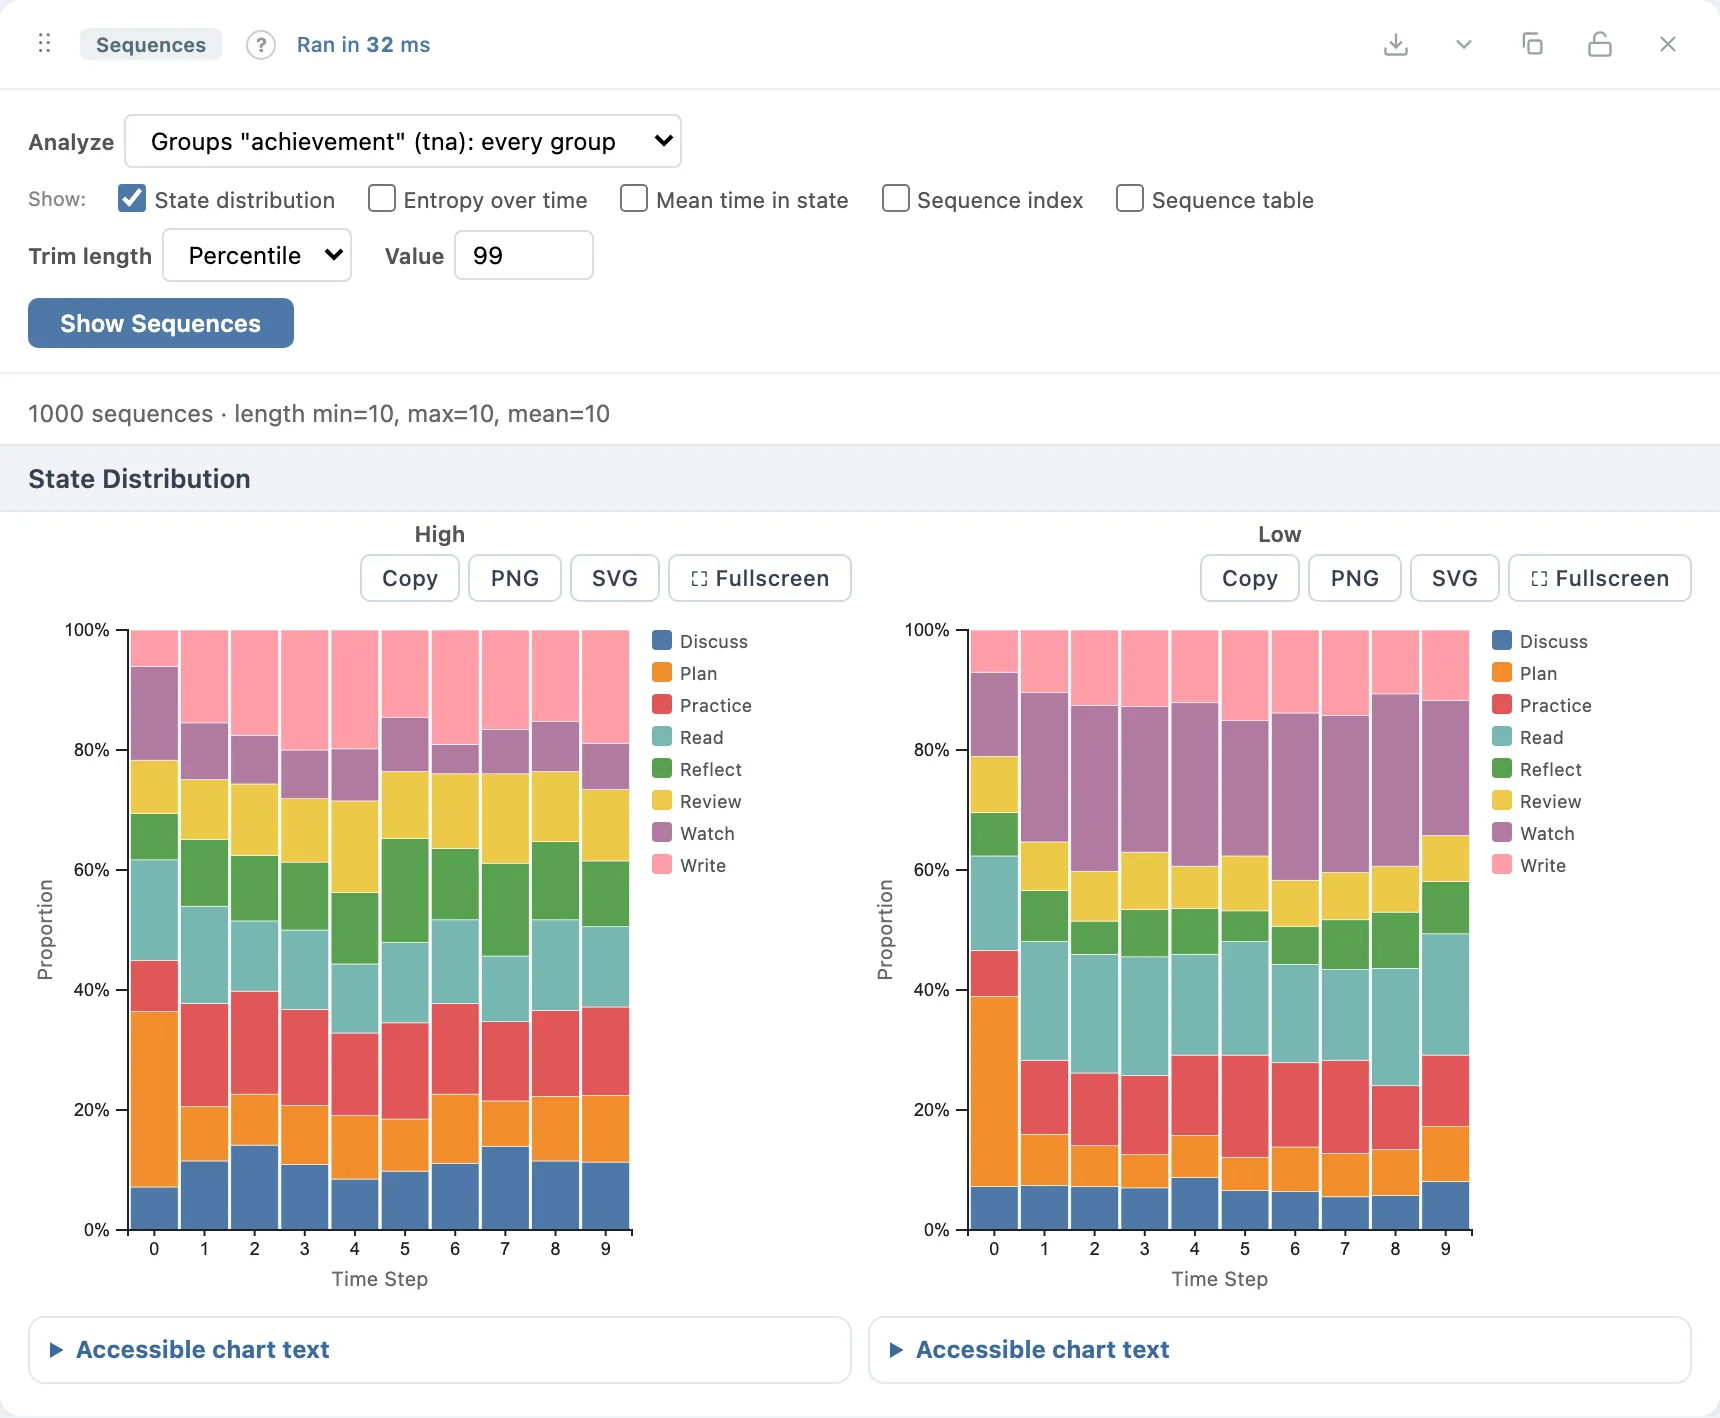 Sequences ? Ran in 32 ms
Analyze Groups "achievement" (tna): every group
Show: State distribution Entropy over time Mean time in state Sequence index Sequence table
Trim length Percentile Value 99
Show Sequences
1000 sequences · length min=10, max=10, mean=10
State Distribution
High
Copy PNG SVG Fullscreen
100%
80%
60%
40%
20%
0%
Proportion
0 1 2 3 4 5 6 7 8 9
Time Step
Discuss
Plan
Practice
Read
Reflect
Review
Watch
Write
Accessible chart text
Low
Copy PNG SVG Fullscreen
100%
80%
60%
40%
20%
0%
Proportion
0 1 2 3 4 5 6 7 8 9
Time Step
Discuss
Plan
Practice
Read
Reflect
Review
Watch
Write
Accessible chart text